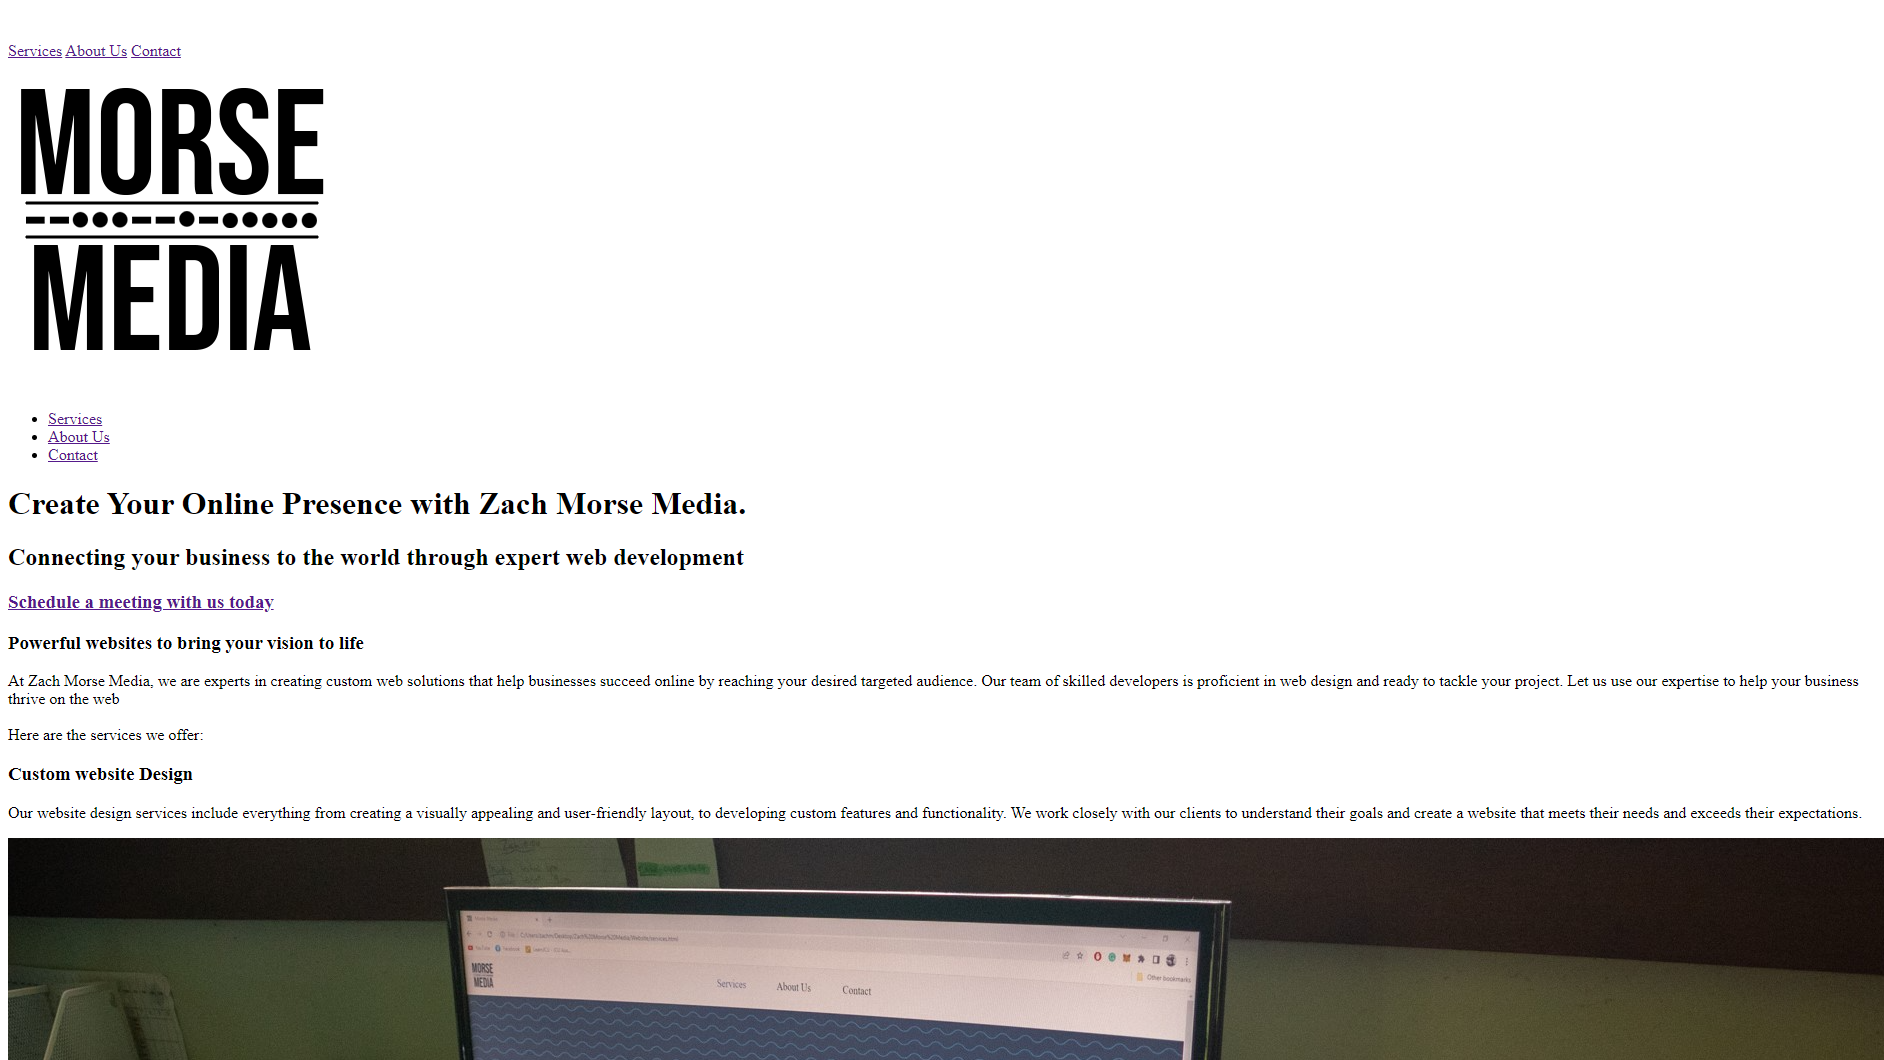 Services About Us Contact
MORSE
MEDIA
Services
About Us
Contact
Create Your Online Presence with Zach Morse Media.
Connecting your business to the world through expert web development
Schedule a meeting with us today
Powerful websites to bring your vision to life
At Zach Morse Media, we are experts in creating custom web solutions that help businesses succeed online by reaching your desired targeted audience. Our team of skilled developers is proficient in web design and ready to tackle your project. Let us use our expertise to help your business
thrive on the web
Here are the services we offer:
Custom website Design
Our website design services include everything from creating a visually appealing and user-friendly layout, to developing custom features and functionality. We work closely with our clients to understand their goals and create a website that meets their needs and exceeds their expectations.
Other bookmarks
MORSE
MEDIA
Services About Us Contact